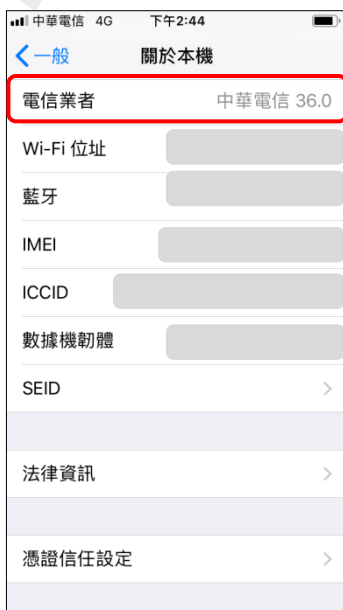 中華電信 4G 下午2:44
一般 關於本機
電信業者 中華電信 36.0
Wi-Fi 位址
藍牙
IMEI
ICCID
數據機韌體
SEID
法律資訊
憑證信任設定